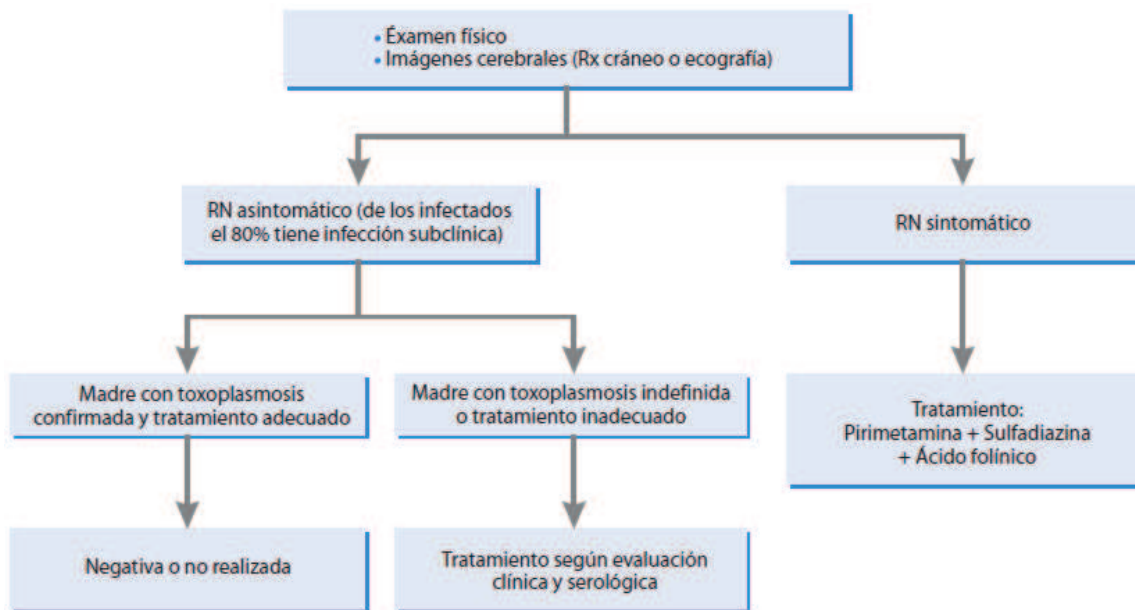 • Éxamen físico
• Imágenes cerebrales (Rx cráneo o ecografía)
RN asintomático (de los infectados
el 80% tiene infección subclínica)
RN sintomático
Madre con toxoplasmosis
confirmada y tratamiento adecuado
Madre con toxoplasmosis indefinida
o tratamiento inadecuado
Tratamiento:
Pirimetamina + Sulfadiazina
+ Ácido folínico
Negativa o no realizada
Tratamiento según evaluación
clínica y serológica